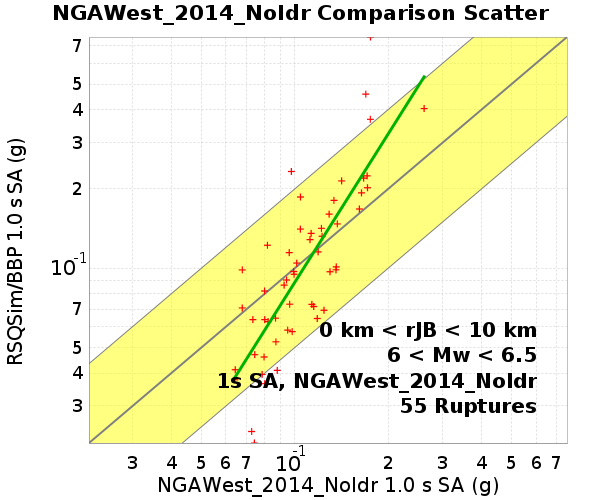 NGAWest_2014_NoIdr Comparison Scatter
RSQSim/BBP 1.0 s SA (g)
7
5
4
3
2
10-1
7
5
4
3
0 km < rJB < 10 km
6 < Mw < 6.5
1s SA, NGAWest_2014_NoIdr
55 Ruptures
3 4 5 6 7 10-1 2 3 4 5 6 7
NGAWest_2014_NoIdr 1.0 s SA (g)